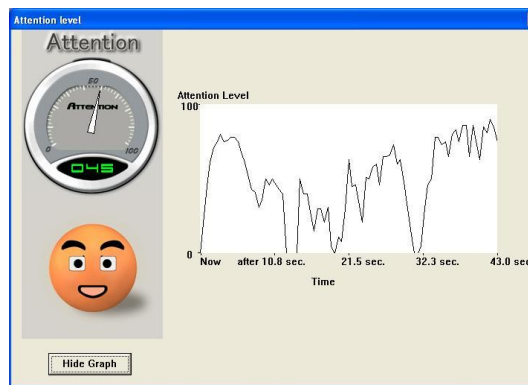 Attention level
Attention
50
ATTENTION
0
100
045
Hide Graph
Attention Level
100
0
Now after 10.8 sec. 21.5 sec. 32.3 sec. 43.0 sec
Time